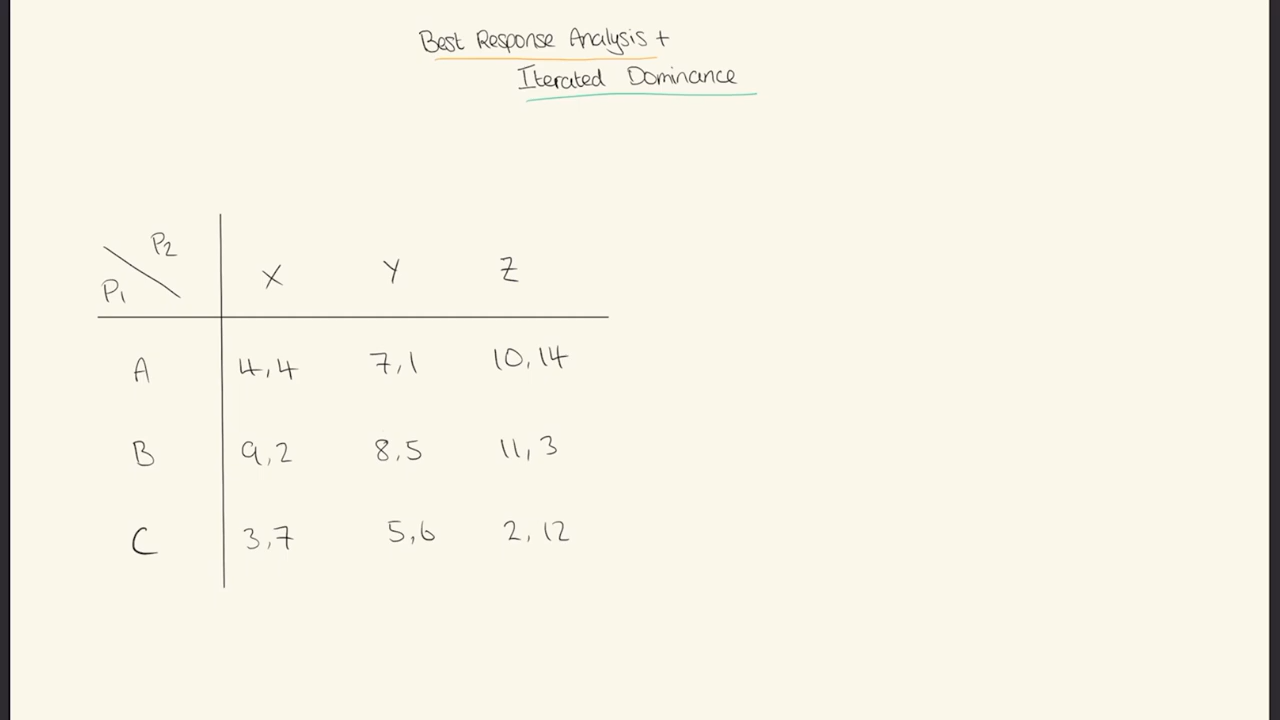 Best Response Analysis +
Iterated Dominance
P2
P1
X Y Z
A 4,4 7,1 10,14
B 9,2 8,5 11,3
C 3,7 5,6 2,12